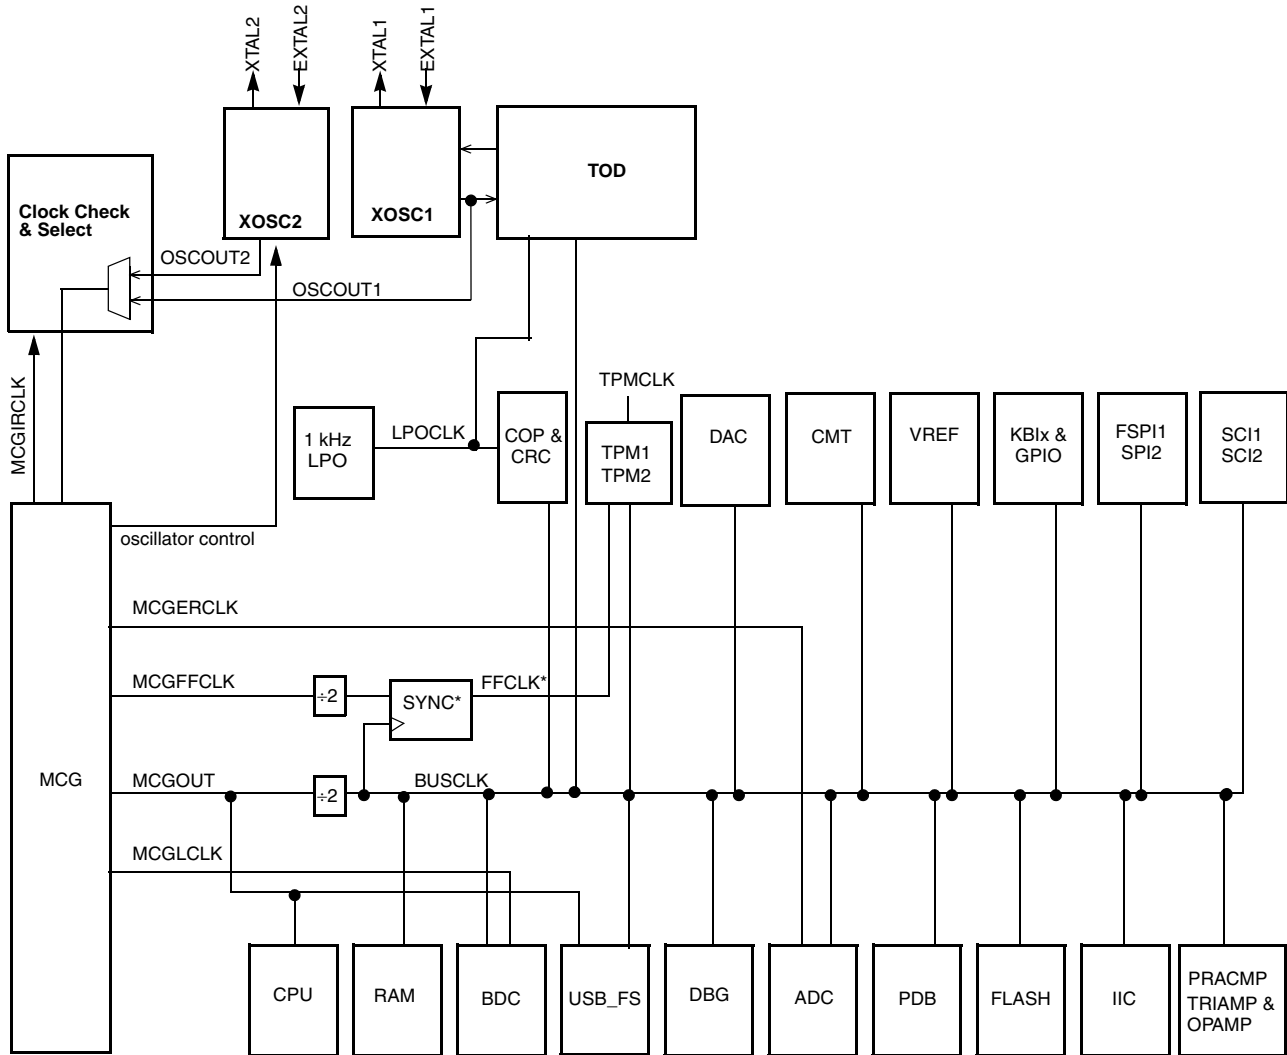 XTAL2
EXTAL2
XTAL1
EXTAL1
TOD
Clock Check
& Select
XOSC2
XOSC1
OSCOUT2
OSCOUT1
MCGIRCLK
TPMCLK
1 kHz
LPO
LPOCLK
COP &
CRC
TPM1
TPM2
DAC
CMT
VREF
KBIx &
GPIO
FSPI1
SPI2
SCI1
SCI2
oscillator control
MCGERCLK
MCGFFCLK
÷2
SYNC*
FFCLK*
MCG
MCGOUT
÷2
BUSCLK
MCGLCLK
CPU
RAM
BDC
USB_FS
DBG
ADC
PDB
FLASH
IIC
PRACMP
TRIAMP &
OPAMP